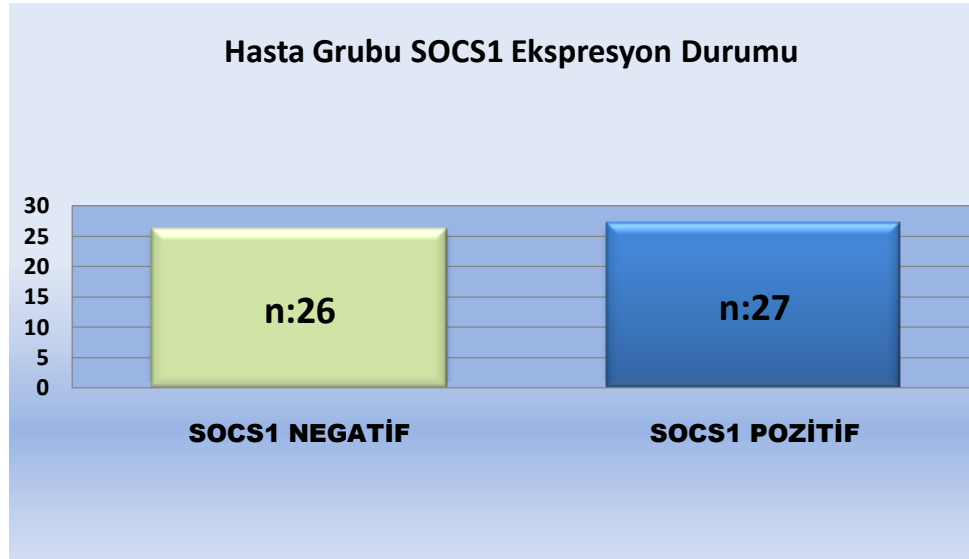 Hasta Grubu SOCS1 Ekspresyon Durumu
30
25
20
15
10
5
0
n:26
n:27
SOCS1 NEGATİF
SOCS1 POZİTİF